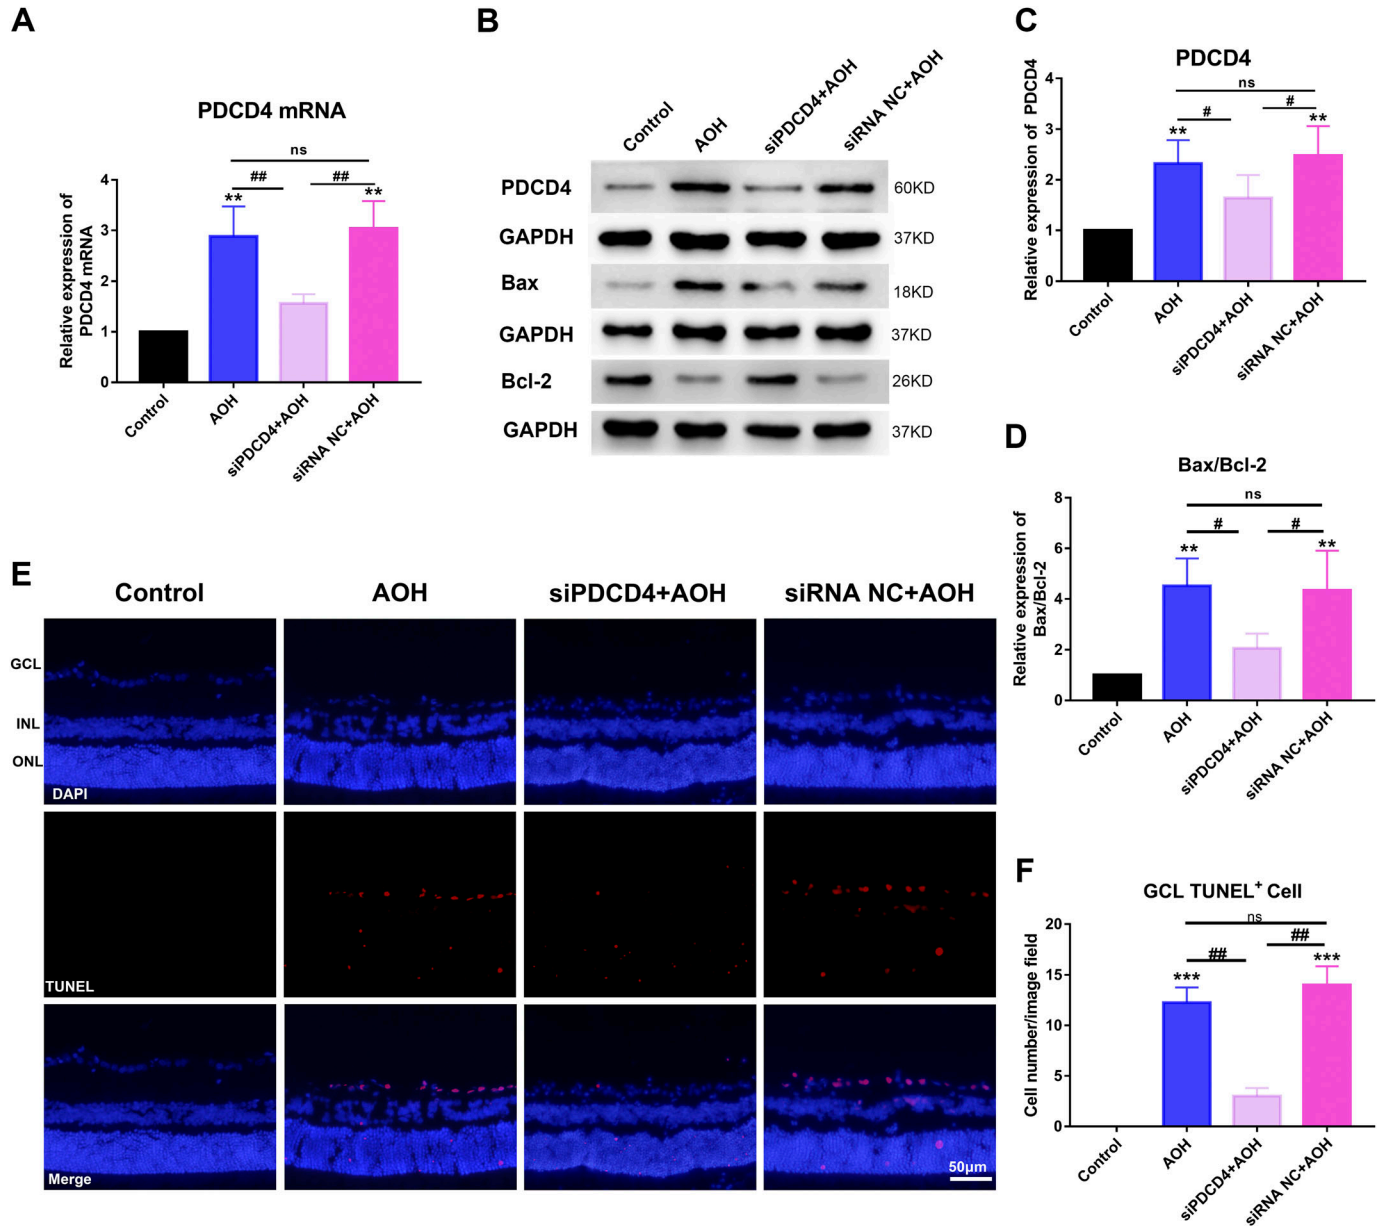 A
PDCD4 mRNA
Relative expression of
PDCD4 mRNA
4
3
2
1
0
ns
##
##
**
**
Control
AOH
siPDCD4+AOH
siRNA NC+AOH
B
Control
AOH
siPDCD4+AOH
siRNA NC+AOH
PDCD4
60KD
GAPDH
37KD
Bax
18KD
GAPDH
37KD
Bcl-2
26KD
GAPDH
37KD
C
PDCD4
Relative expression of PDCD4
4
3
2
1
0
ns
#
#
**
**
Control
AOH
siPDCD4+AOH
siRNA NC+AOH
D
Bax/Bcl-2
Relative expression of
Bax/Bcl-2
8
6
4
2
0
ns
#
#
**
**
Control
AOH
siPDCD4+AOH
siRNA NC+AOH
E
Control
AOH
siPDCD4+AOH
siRNA NC+AOH
GCL
INL
ONL
DAPI
TUNEL
Merge
50μm
F
GCL TUNEL+ Cell
Cell number/image field
20
15
10
5
0
ns
##
##
***
***
Control
AOH
siPDCD4+AOH
siRNA NC+AOH